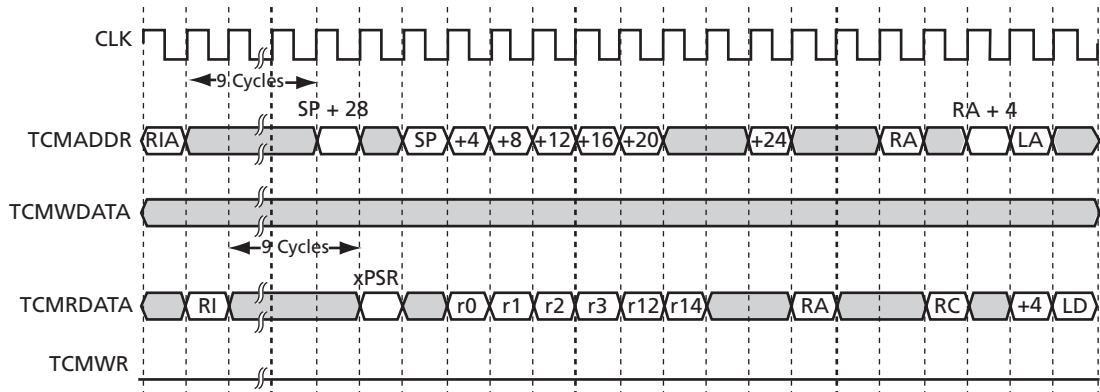 CLK
9 Cycles
SP + 28
RA + 4
TCMADDR RIA SP +4 +8 +12 +16 +20 +24 RA LA
TCMWDATA
9 Cycles
xPSR
TCMRDATA RI r0 r1 r2 r3 r12 r14 RA RC +4 LD
TCMWR